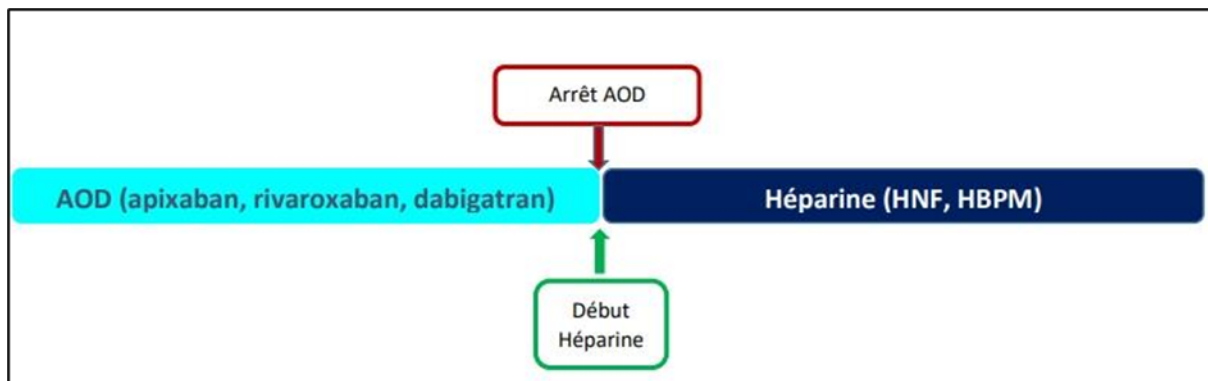 Arrêt AOD
AOD (apixaban, rivaroxaban, dabigatran)
Héparine (HNF, HBPM)
Début
Héparine